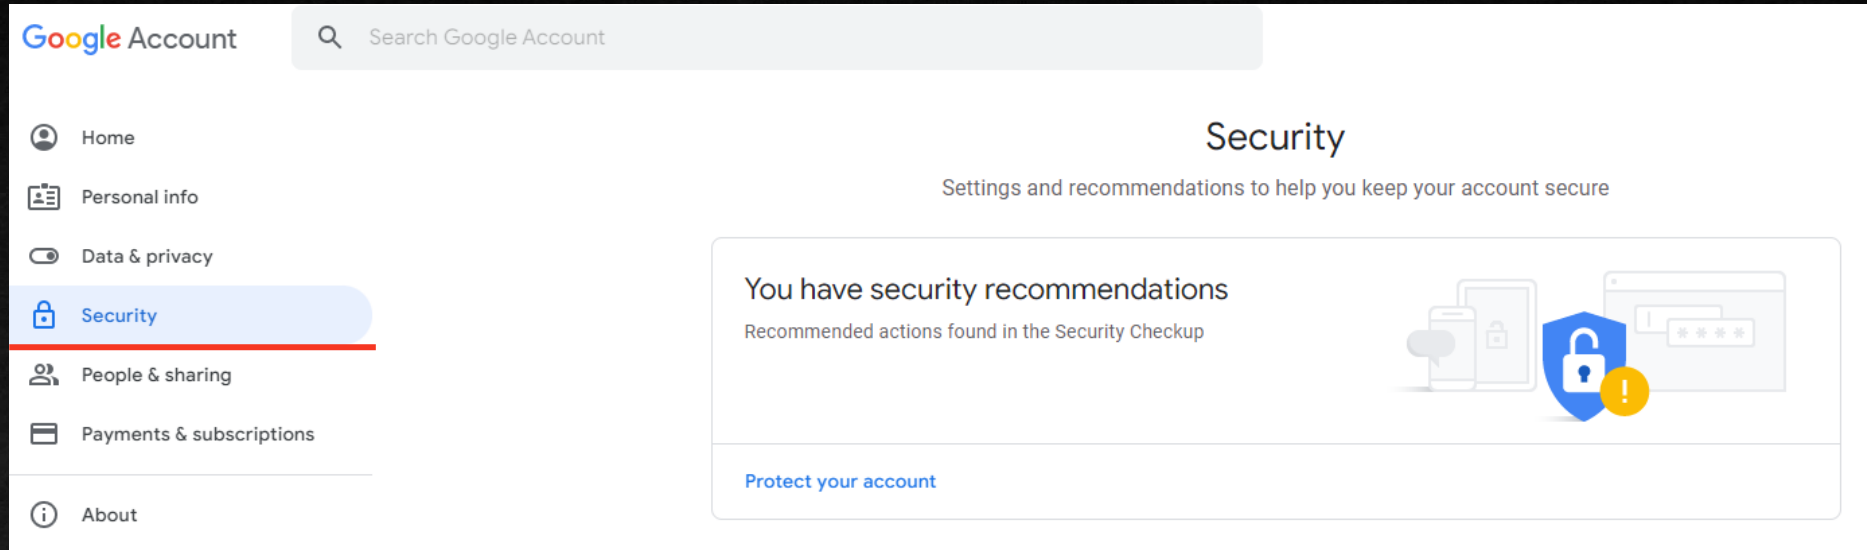 Google Account
Search Google Account
Home
Personal info
Data & privacy
Security
People & sharing
Payments & subscriptions
About
Security
Settings and recommendations to help you keep your account secure
You have security recommendations
Recommended actions found in the Security Checkup
* * * *
!
Protect your account